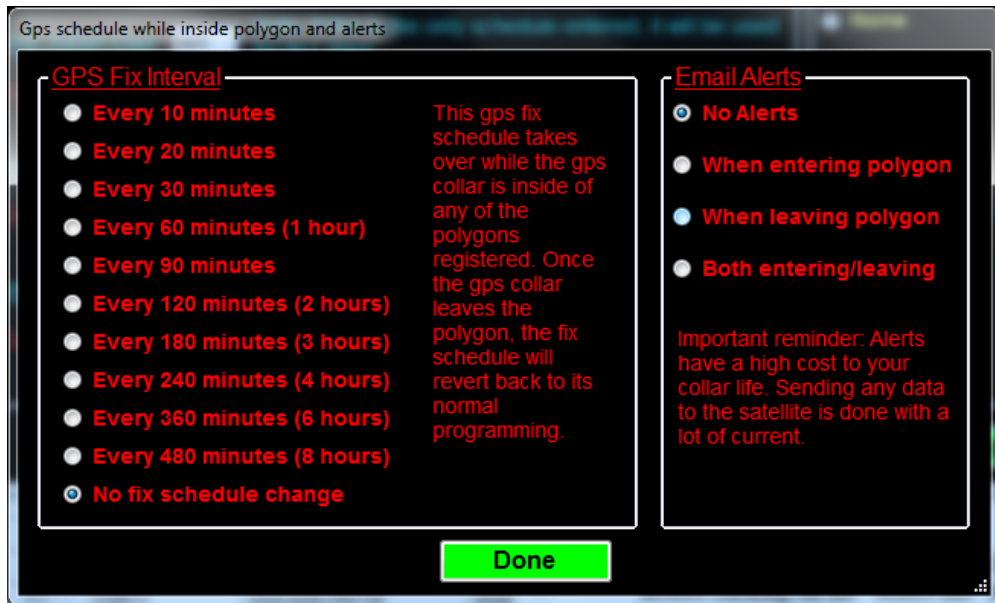 Gps schedule while inside polygon and alerts
GPS Fix Interval
Every 10 minutes
Every 20 minutes
Every 30 minutes
Every 60 minutes (1 hour)
Every 90 minutes
Every 120 minutes (2 hours)
Every 180 minutes (3 hours)
Every 240 minutes (4 hours)
Every 360 minutes (6 hours)
Every 480 minutes (8 hours)
No fix schedule change
This gps fix
schedule takes
over while the gps
collar is inside of
any of the
polygons
registered. Once
the gps collar
leaves the
polygon, the fix
schedule will
revert back to its
normal
programming.
Email Alerts
No Alerts
When entering polygon
When leaving polygon
Both entering/leaving
Important reminder: Alerts
have a high cost to your
collar life. Sending any data
to the satellite is done with a
lot of current.
Done